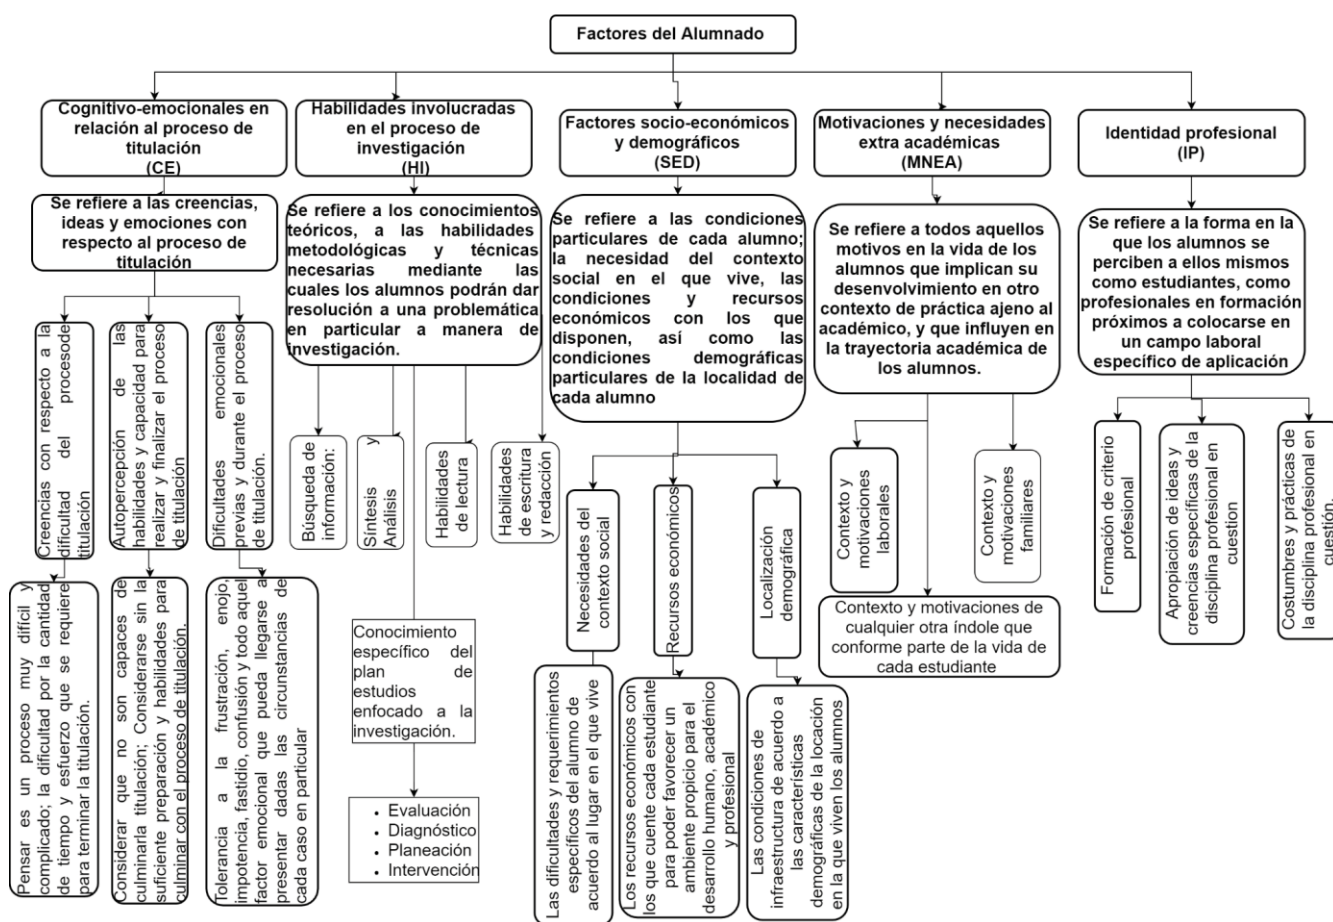 Factores del Alumnado
Cognitivo-emocionales en
relación al proceso de
titulación
(CE)
Habilidades involucradas
en el proceso de
investigación
(HI)
Factores socio-económicos
y demográficos
(SED)
Motivaciones y necesidades
extra académicas
(MNEA)
Identidad profesional
(IP)
Se refiere a las creencias,
ideas y emociones con
respecto al proceso de
titulación
Se refiere a los conocimientos
teóricos, a las habilidades
metodológicas y técnicas
necesarias mediante las
cuales los alumnos podrán dar
resolución a una problemática
en particular a manera de
investigación.
Se refiere a las condiciones
particulares de cada alumno;
la necesidad del contexto
social en el que vive, las
condiciones y recursos
económicos con los que
disponen, así como las
condiciones demográficas
particulares de la localidad de
cada alumno
Se refiere a todos aquellos
motivos en la vida de los
alumnos que implican su
desenvolvimiento en otro
contexto de práctica ajeno al
académico, y que influyen en
la trayectoria académica de
los alumnos.
Se refiere a la forma en la
que los alumnos se
perciben a ellos mismos
como estudiantes, como
profesionales en formación
próximos a colocarse en
un campo laboral
específico de aplicación
Creencias con respecto a la
dificultad del procesode
titulación
Autopercepción de las
habilidades y capacidad para
realizar y finalizar el proceso
de titulación
Dificultades emocionales
previas y durante el proceso
de titulación.
Búsqueda de
información:
Síntesis y
Análisis
Habilidades
de lectura
Habilidades
de escritura
y redacción
Necesidades del
contexto social
Recursos económicos
Localización
demográfica
Contexto y
motivaciones
laborales
Contexto y
motivaciones
familiares
Formación de criterio
profesional
Apropiación de ideas y
creencias específicas de la
disciplina profesional en
cuestion
Costumbres y prácticas de
la disciplina profesional en
cuestión.
Pensar es un proceso muy difícil y
complicado; la dificultad por la cantidad
de tiempo y esfuerzo que se requiere
para terminar la titulación.
Considerar que no son capaces de
culminarla titulación; Considerarse sin la
suficiente preparación y habilidades para
culminar con el proceso de titulación.
Tolerancia a la frustración, enojo,
impotencia, fastidio, confusión y todo aquel
factor emocional que pueda llegarse a
presentar dadas las circunstancias de
cada caso en particular
Conocimiento
específico del
plan de
estudios
enfocado a la
investigación.
• Evaluación
• Diagnóstico
• Planeación
• Intervención
Las dificultades y requerimientos
específicos del alumno de
acuerdo al lugar en el que vive
Los recursos económicos con
los que cuente cada estudiante
para poder favorecer un
ambiente propicio para el
desarrollo humano, académico
y profesional
Las condiciones de
infraestructura de acuerdo a
las características
demográficas de la locación
en la que viven los alumnos
Contexto y motivaciones de
cualquier otra índole que
conforme parte de la vida de
cada estudiante